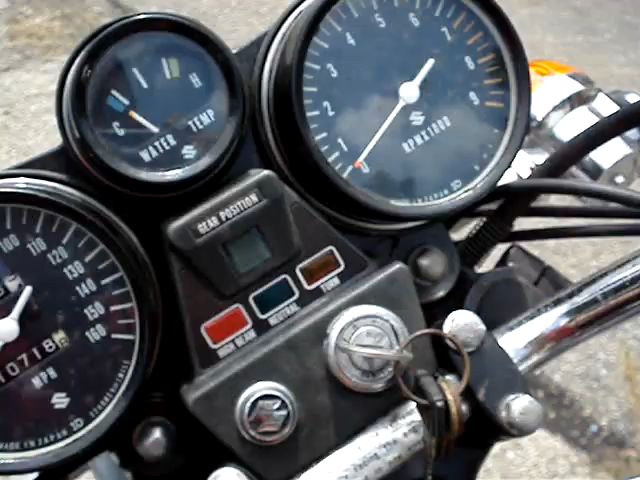 C H
WATER TEMP
1 2 3 4 5 6 7 8 9
RPMX1000
JAPAN
GEAR POSITION
HIGH BEAM
NEUTRAL
TURN
100 110 120 130 140 150 160
10718
MPH
MADE IN JAPAN